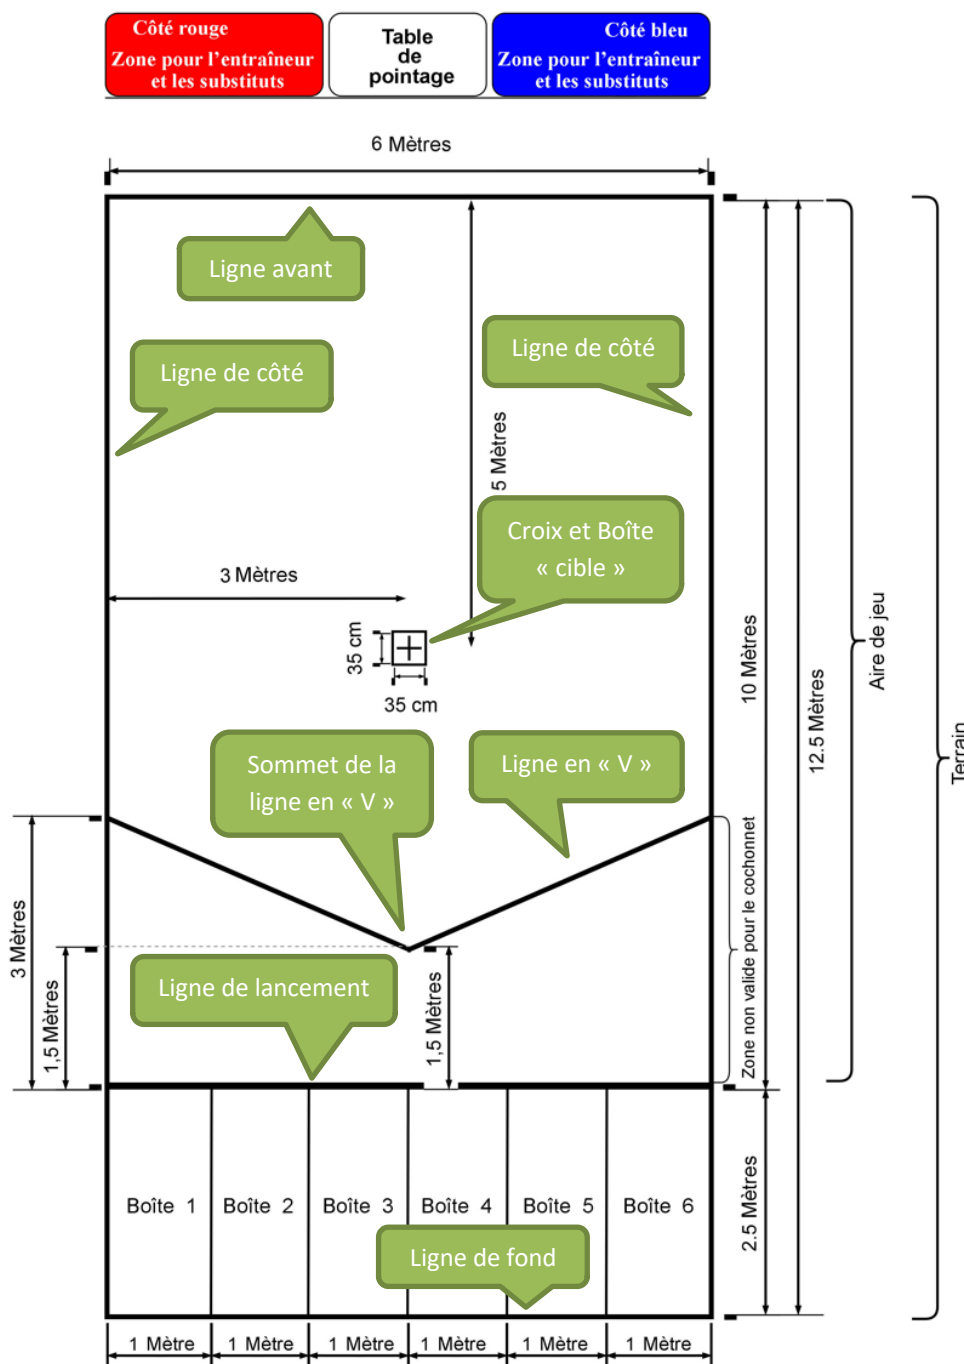 Côté rouge
Zone pour l'entraîneur
et les substituts
Table
de
pointage
Côté bleu
Zone pour l'entraîneur
et les substituts
6 Mètres
Ligne avant
Ligne de côté
Ligne de côté
5 Mètres
Croix et Boîte
« cible »
3 Mètres
35 cm
35 cm
10 Mètres
12.5 Mètres
Aire de jeu
Terrain
Sommet de la
ligne en « V »
Ligne en « V »
3 Mètres
1,5 Mètres
Ligne de lancement
1,5 Mètres
Zone non valide pour le cochonnet
Boîte 1
Boîte 2
Boîte 3
Boîte 4
Boîte 5
Boîte 6
2.5 Mètres
Ligne de fond
1 Mètre
1 Mètre
1 Mètre
1 Mètre
1 Mètre
1 Mètre